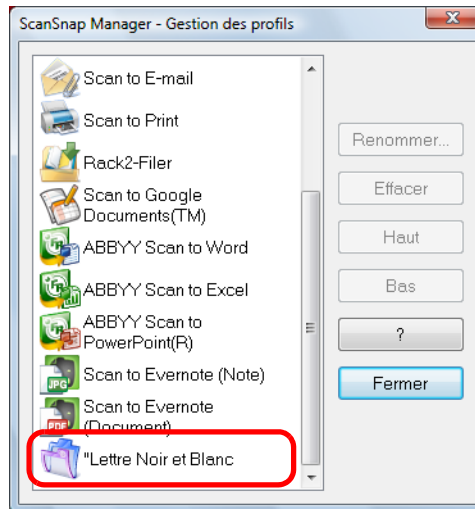 ScanSnap Manager - Gestion des profils
Scan to E-mail
Scan to Print
Rack2-Filer
Scan to Google
Documents(TM)
ABBYY Scan to Word
ABBYY Scan to Excel
ABBYY Scan to
PowerPoint(R)
JPG
Scan to Evernote (Note)
Scan to Evernote
(Document)
PDF
"Lettre Noir et Blanc
Renommer...
Effacer
Haut
Bas
?
Fermer